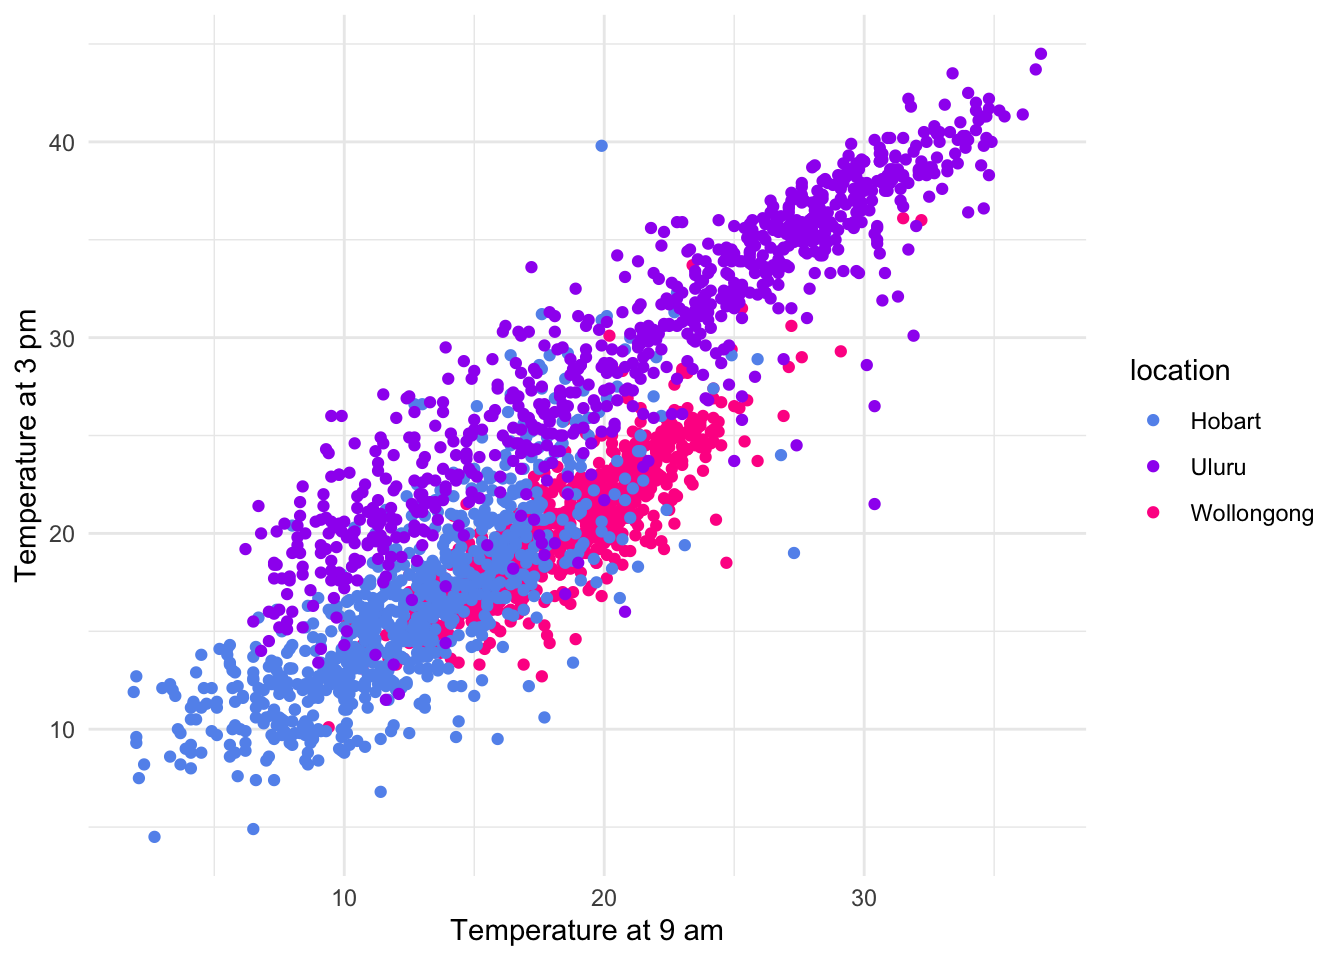 Temperature at 3 pm
40
30
20
10
10 20 30
Temperature at 9 am
location
Hobart
Uluru
Wollongong